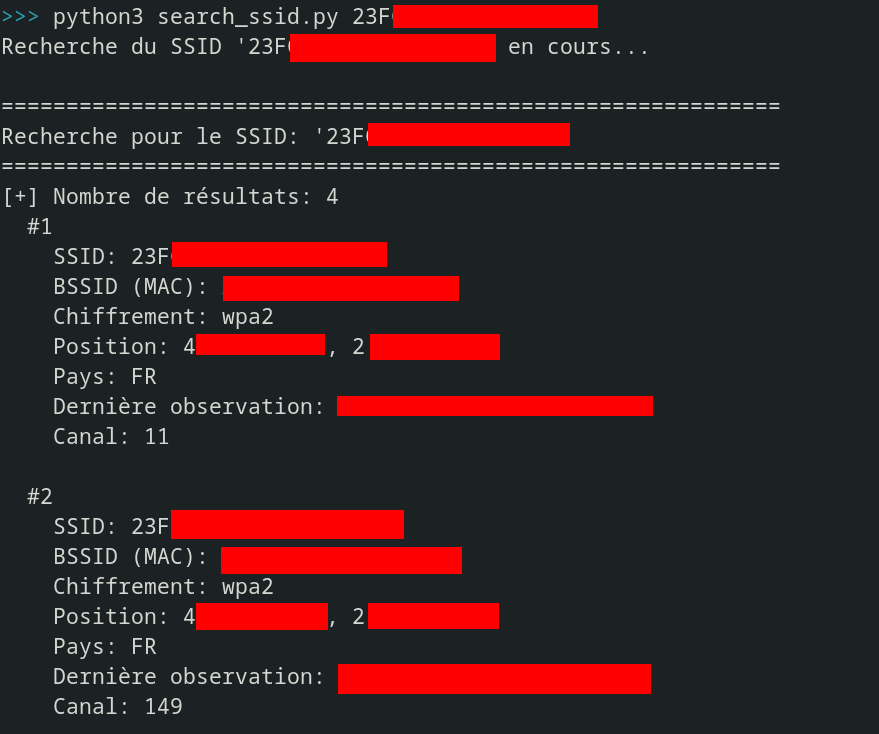 >>> python3 search_ssid.py 23F
Recherche du SSID '23F en cours...
============================================================
Recherche pour le SSID: '23F
============================================================
[+] Nombre de résultats: 4
#1
SSID: 23F
BSSID (MAC):
Chiffrement: wpa2
Position: 4 , 2
Pays: FR
Dernière observation:
Canal: 11
#2
SSID: 23F
BSSID (MAC):
Chiffrement: wpa2
Position: 4 , 2
Pays: FR
Dernière observation:
Canal: 149